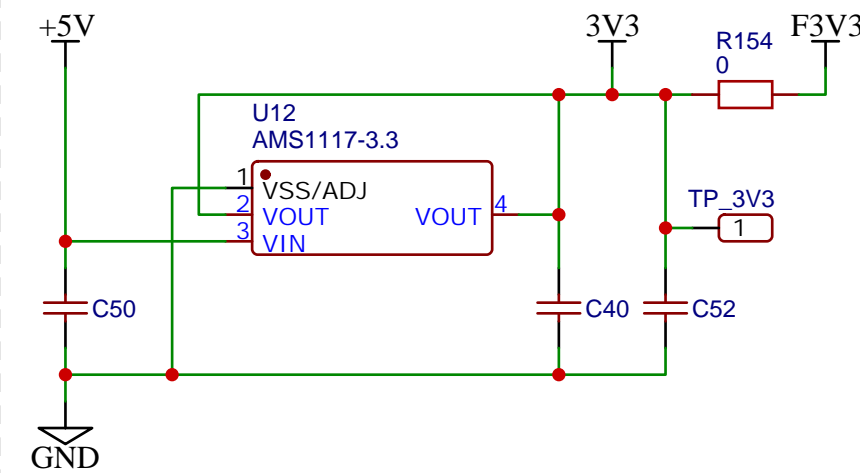 +5V
3V3
F3V3
R154
0
U12
AMS1117-3.3
1
VSS/ADJ
2
VOUT
VOUT
4
3
VIN
TP_3V3
1
C50
C40
C52
GND